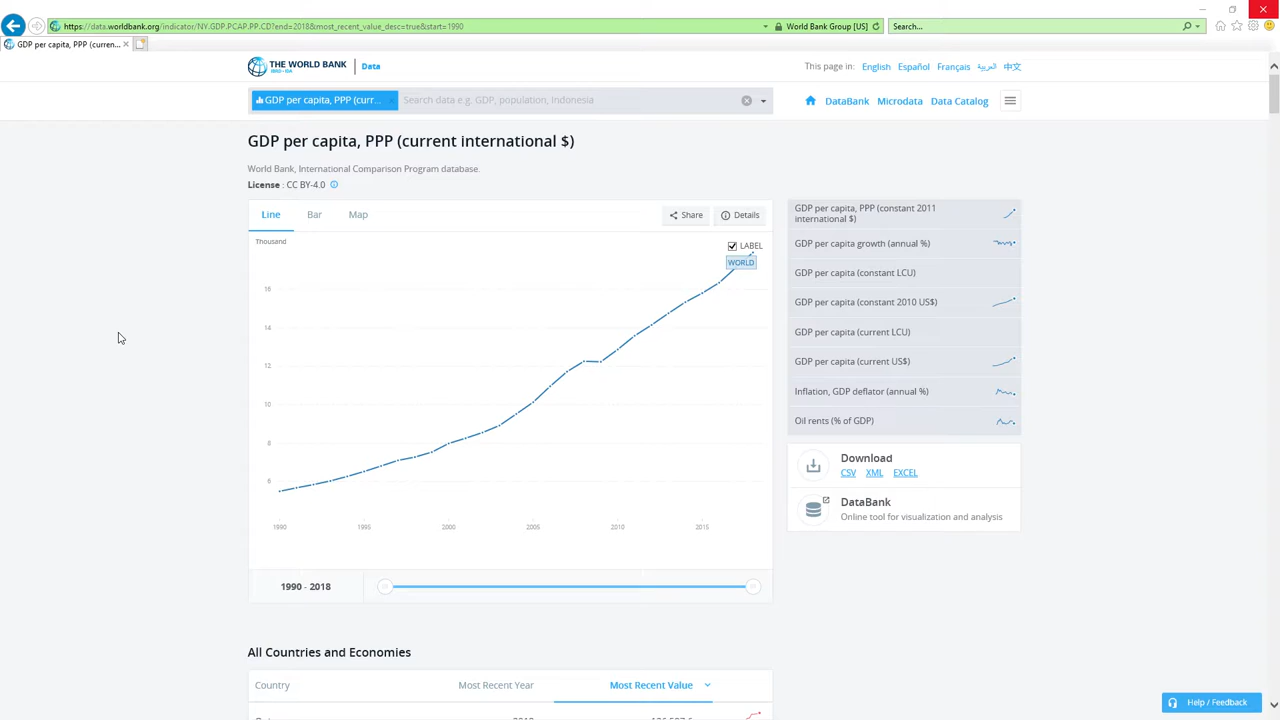 https://data.worldbank.org/indicator/NY.GDP.PCAP.PP.CD?end=2018&most_recent_value_desc=true&start=1990
World Bank Group [US]
Search...
GDP per capita, PPP (curren...
THE WORLD BANK
IBRD • IDA
Data
This page in: English Español Français العربية 中文
GDP per capita, PPP (curr...
Search data e.g. GDP, population, Indonesia
DataBank Microdata Data Catalog
GDP per capita, PPP (current international $)
World Bank, International Comparison Program database.
License : CC BY-4.0
Line Bar Map Share Details
Thousand
LABEL
WORLD
16
14
12
10
8
6
1990 1995 2000 2005 2010 2015
1990 - 2018
GDP per capita, PPP (constant 2011
international $)
GDP per capita growth (annual %)
GDP per capita (constant LCU)
GDP per capita (constant 2010 US$)
GDP per capita (current LCU)
GDP per capita (current US$)
Inflation, GDP deflator (annual %)
Oil rents (% of GDP)
Download
CSV XML EXCEL
DataBank
Online tool for visualization and analysis
All Countries and Economies
Country Most Recent Year Most Recent Value
Help / Feedback